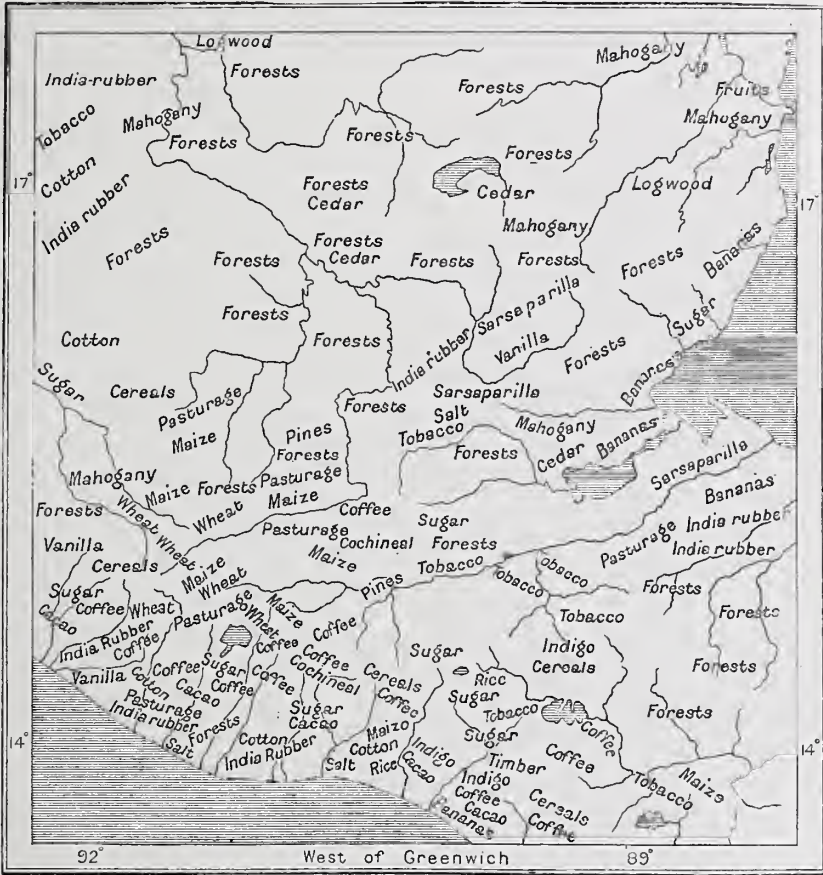 Logwood
Mahogany
India-rubber
Forests
Forests
Fruits
Tobacco
Mahogany
Mahogany
Forests
Forests
Forests
17°
17°
Cotton
Forests
Cedar
Cedar
Logwood
India rubber
Mahogany
Forests
Forests
Cedar
Forests
Forests
Forests
Forests
Bananas
Forests
Forests
Sarsaparilla
Sugar
Cotton
Forests
India rubber
Vanilla
Forests
Sugar
Cereals
Pasturage
Forests
Sarsaparilla
Bananas
Salt
Maize
Pines
Tobacco
Mahogany
Forests
Forests
Cedar
Bananas
Mahogany
Maize
Forests
Pasturage
Sarsaparilla
Wheat
Maize
Bananas
Forests
Wheat
Wheat
Coffee
Sugar
Pasturage
India rubber
Pasturage
Cochineal
Forests
India rubber
Vanilla
Maize
Cereals
Maize
Wheat
Pines
Tobacco
Tobacco
obacco
Forests
Sugar
Coffee
Wheat
Pasturage
Maize
Tobacco
Forests
Cacao
Wheat
Coffee
India Rubber
Coffee
Coffee
Coffee
Sugar
Indigo
Cereals
Forests
Vanilla
Cotton
Coffee
Sugar
Coffee
Cochineal
Cereals
Pasturage
Cacao
Coffee
Coffee
Rice
Sugar
India rubber
Forests
Sugar
Cacao
Tobacco
Coffee
Forests
Salt
Cotton
India Rubber
Maizo
Cotton
Indigo
Sugar
Coffee
14°
14°
Salt
Rice
Cacao
Timber
Indigo
Tobacco
Maize
Coffee
Cacao
Cereals
Bananas
Coffee
92°
West of Greenwich
89°